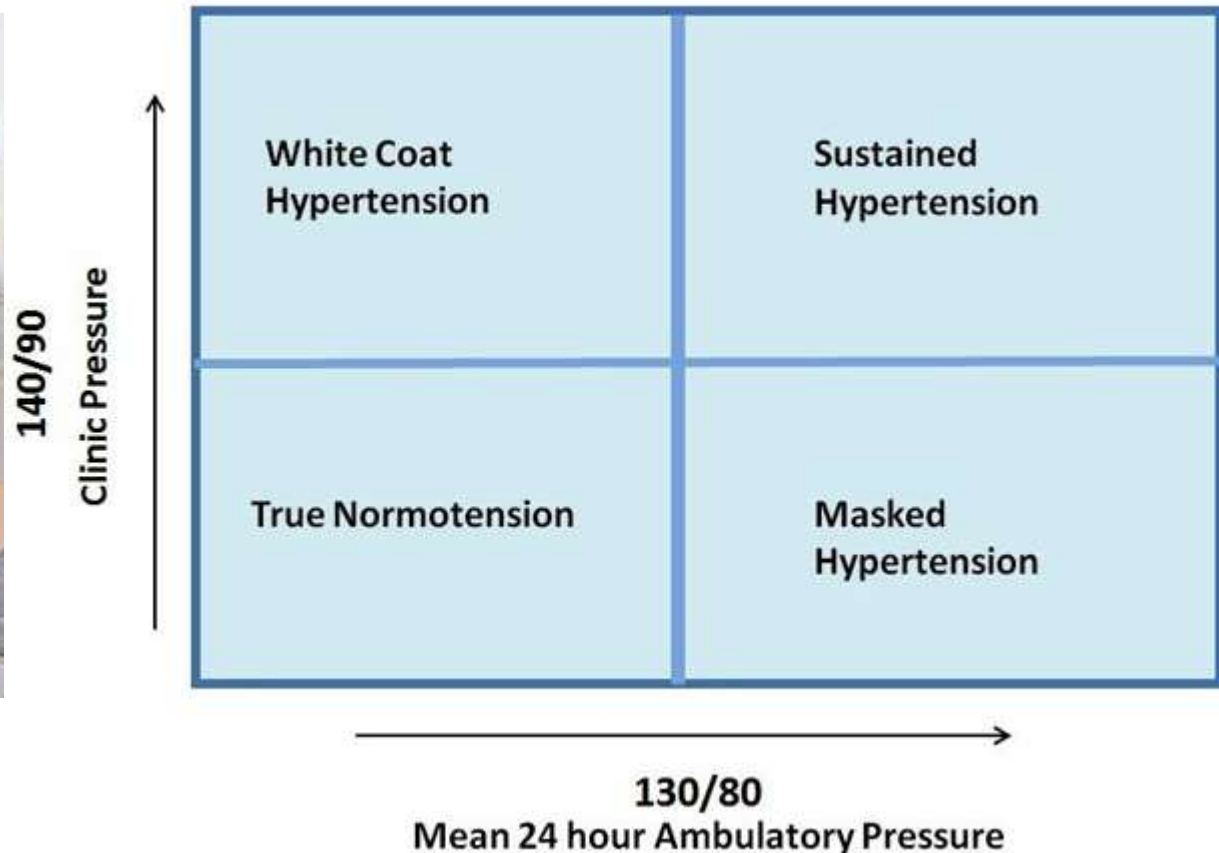 140/90
Clinic Pressure
White Coat
Hypertension
Sustained
Hypertension
True Normotension
Masked
Hypertension
130/80
Mean 24 hour Ambulatory Pressure